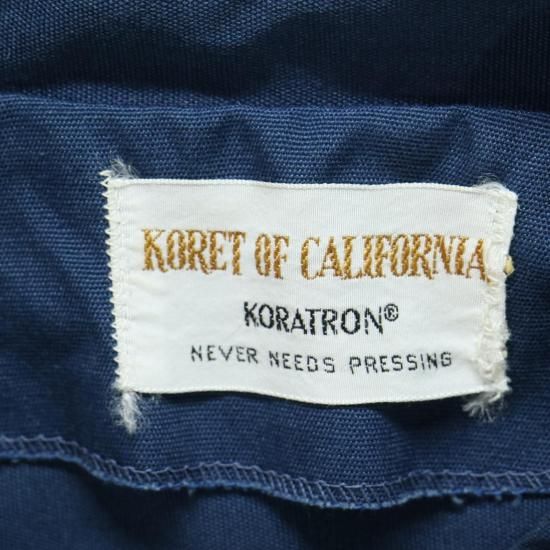 KORET OF CALIFORNIA
KORATRON®
NEVER NEEDS PRESSING